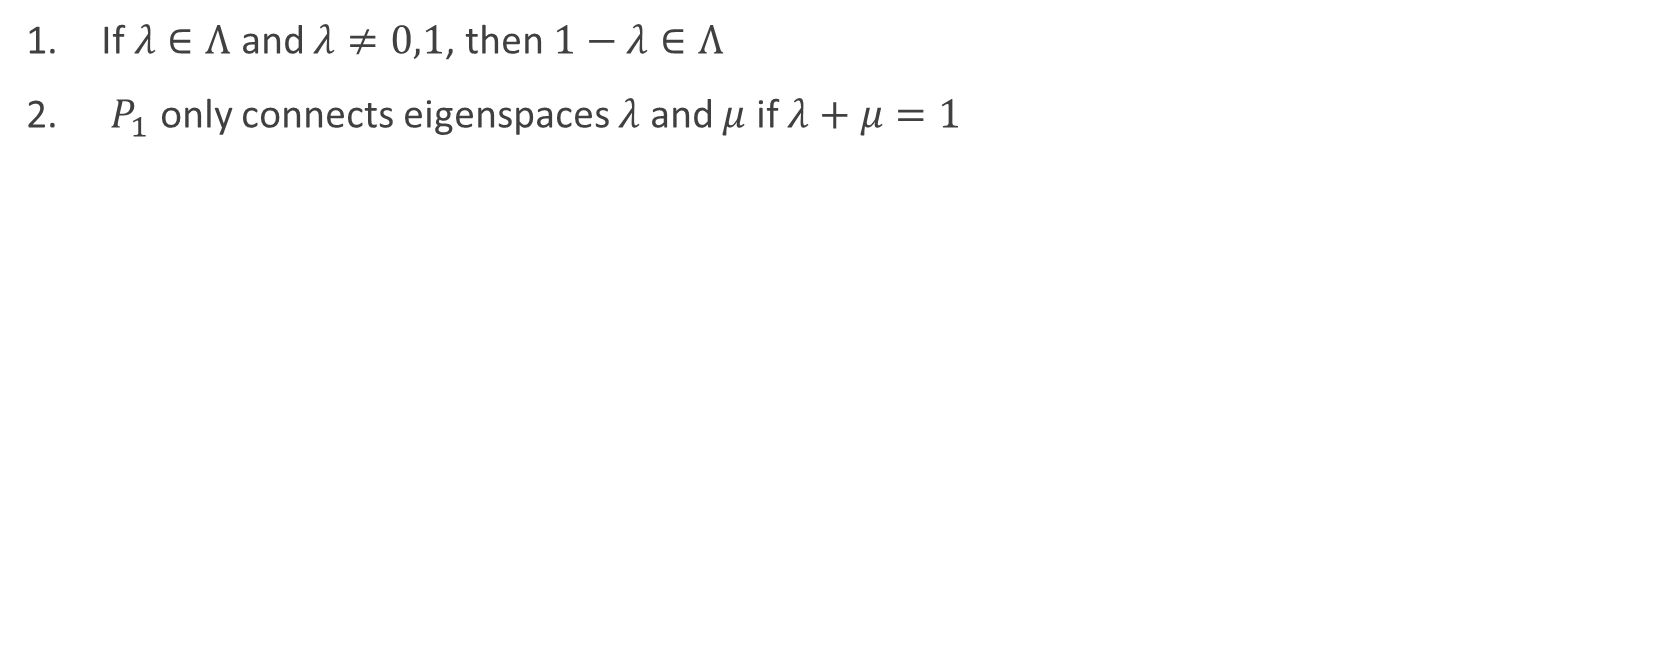 1. If λ ∈ Λ and λ ≠ 0,1, then 1 − λ ∈ Λ
2. P₁ only connects eigenspaces λ and μ if λ + μ = 1